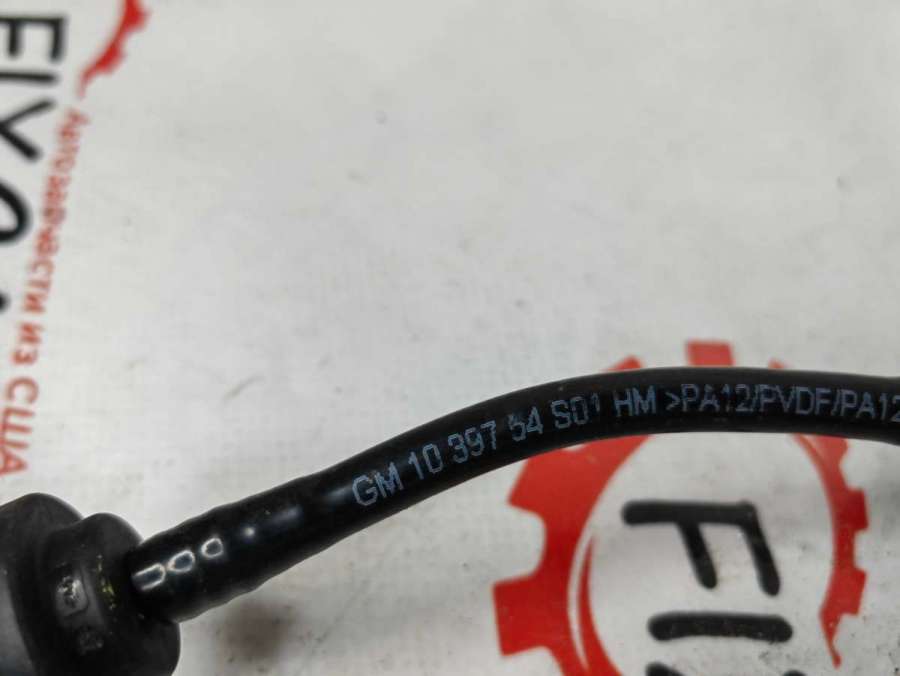 Автозапчасти из США
GM 10 397 54 S01 HM >PA12/PVDF/PA12